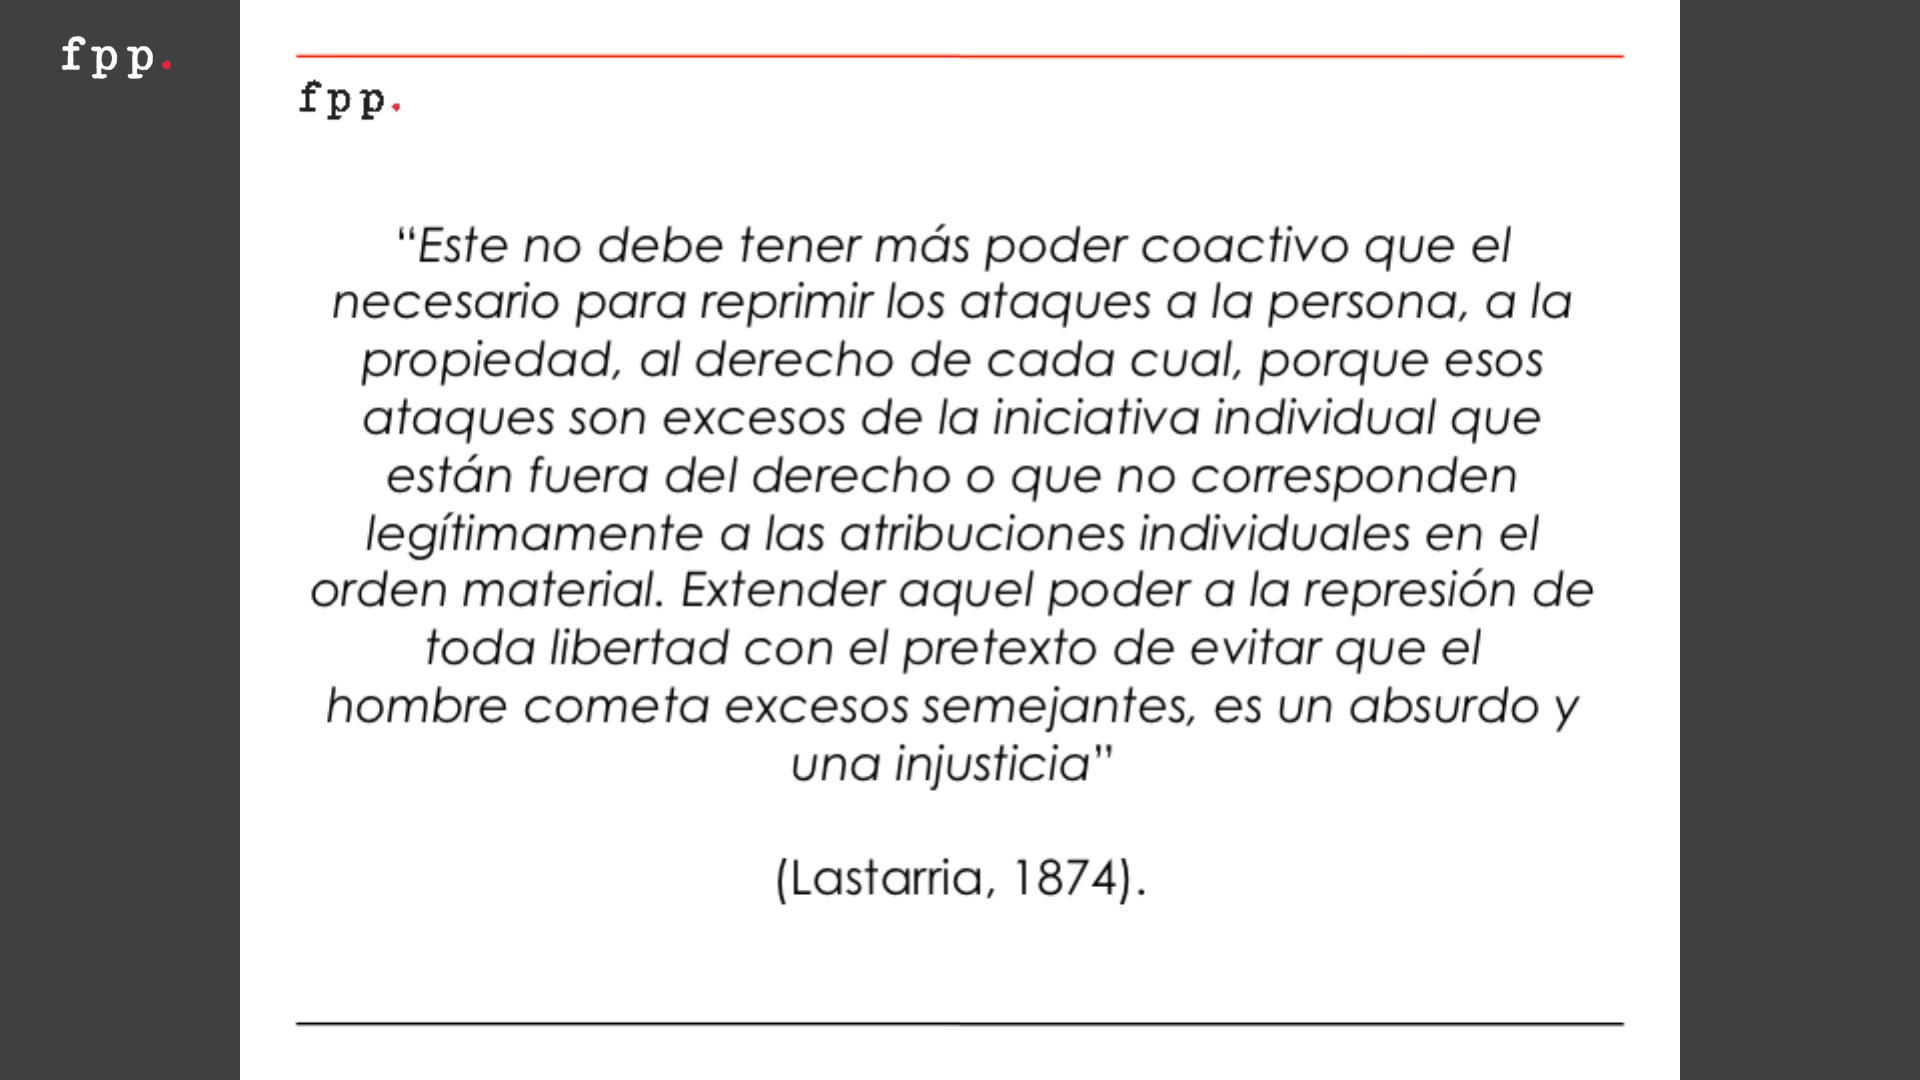 fpp.
fpp.
“Este no debe tener más poder coactivo que el
necesario para reprimir los ataques a la persona, a la
propiedad, al derecho de cada cual, porque esos
ataques son excesos de la iniciativa individual que
están fuera del derecho o que no corresponden
legítimamente a las atribuciones individuales en el
orden material. Extender aquel poder a la represión de
toda libertad con el pretexto de evitar que el
hombre cometa excesos semejantes, es un absurdo y
una injusticia”
(Lastarria, 1874).